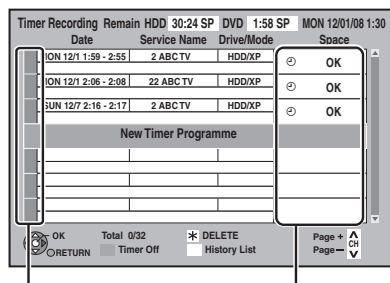 Timer Recording Remain HDD 30:24 SP DVD 1:58 SP MON 12/01/08 1:30
Date Service Name Drive/Mode Space
MON 12/1 1:59 - 2:55 2 ABC TV HDD/XP OK
MON 12/1 2:06 - 2:08 22 ABC TV HDD/XP OK
SUN 12/7 2:16 - 2:17 2 ABC TV HDD/XP OK
New Timer Programme
OK Total 0/32 * DELETE Page + CH
RETURN Timer Off History List Page −